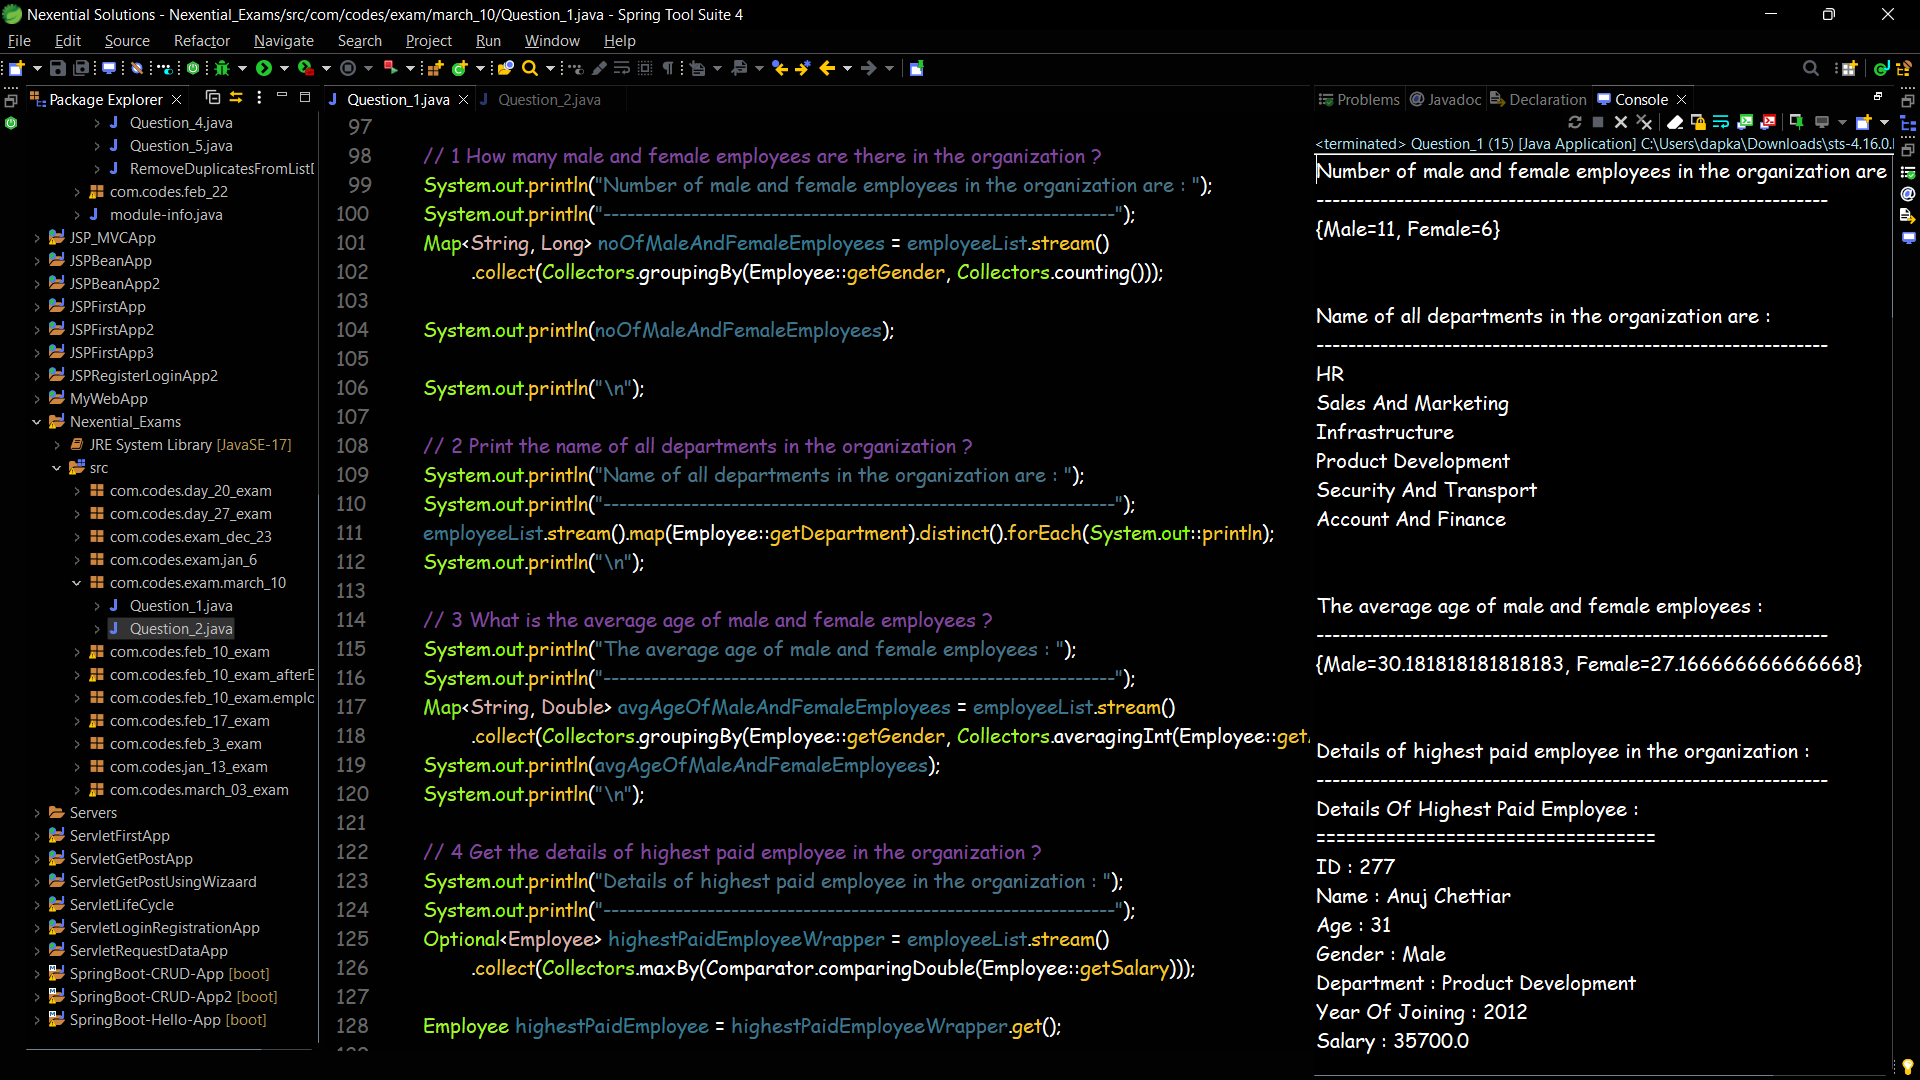 Nexential Solutions - Nexential_Exams/src/com/codes/exam/march_10/Question_1.java - Spring Tool Suite 4
File Edit Source Refactor Navigate Search Project Run Window Help
Package Explorer
Question_4.java
Question_5.java
RemoveDuplicatesFromListD
com.codes.feb_22
module-info.java
JSP_MVCApp
JSPBeanApp
JSPBeanApp2
JSPFirstApp
JSPFirstApp2
JSPFirstApp3
JSPRegisterLoginApp2
MyWebApp
Nexential_Exams
JRE System Library [JavaSE-17]
src
com.codes.day_20_exam
com.codes.day_27_exam
com.codes.exam_dec_23
com.codes.exam.jan_6
com.codes.exam.march_10
Question_1.java
Question_2.java
com.codes.feb_10_exam
com.codes.feb_10_exam_afterE
com.codes.feb_10_exam.emplo
com.codes.feb_17_exam
com.codes.feb_3_exam
com.codes.jan_13_exam
com.codes.march_03_exam
Servers
ServletFirstApp
ServletGetPostApp
ServletGetPostUsingWizaard
ServletLifeCycle
ServletLoginRegistrationApp
ServletRequestDataApp
SpringBoot-CRUD-App [boot]
SpringBoot-CRUD-App2 [boot]
SpringBoot-Hello-App [boot]
Question_1.java Question_2.java
97
98 // 1 How many male and female employees are there in the organization ?
99 System.out.println("Number of male and female employees in the organization are : ");
100 System.out.println("----------------------------------------------------------------");
101 Map<String, Long> noOfMaleAndFemaleEmployees = employeeList.stream()
102 .collect(Collectors.groupingBy(Employee::getGender, Collectors.counting()));
103
104 System.out.println(noOfMaleAndFemaleEmployees);
105
106 System.out.println("\n");
107
108 // 2 Print the name of all departments in the organization ?
109 System.out.println("Name of all departments in the organization are : ");
110 System.out.println("----------------------------------------------------------------");
111 employeeList.stream().map(Employee::getDepartment).distinct().forEach(System.out::println);
112 System.out.println("\n");
113
114 // 3 What is the average age of male and female employees ?
115 System.out.println("The average age of male and female employees : ");
116 System.out.println("----------------------------------------------------------------");
117 Map<String, Double> avgAgeOfMaleAndFemaleEmployees = employeeList.stream()
118 .collect(Collectors.groupingBy(Employee::getGender, Collectors.averagingInt(Employee::getA
119 System.out.println(avgAgeOfMaleAndFemaleEmployees);
120 System.out.println("\n");
121
122 // 4 Get the details of highest paid employee in the organization ?
123 System.out.println("Details of highest paid employee in the organization : ");
124 System.out.println("----------------------------------------------------------------");
125 Optional<Employee> highestPaidEmployeeWrapper = employeeList.stream()
126 .collect(Collectors.maxBy(Comparator.comparingDouble(Employee::getSalary)));
127
128 Employee highestPaidEmployee = highestPaidEmployeeWrapper.get();
Problems Javadoc Declaration Console
<terminated> Question_1 (15) [Java Application] C:\Users\dapka\Downloads\sts-4.16.0.
Number of male and female employees in the organization are
----------------------------------------------------------------
{Male=11, Female=6}
Name of all departments in the organization are :
----------------------------------------------------------------
HR
Sales And Marketing
Infrastructure
Product Development
Security And Transport
Account And Finance
The average age of male and female employees :
----------------------------------------------------------------
{Male=30.181818181818183, Female=27.166666666666668}
Details of highest paid employee in the organization :
----------------------------------------------------------------
Details Of Highest Paid Employee :
==================================
ID : 277
Name : Anuj Chettiar
Age : 31
Gender : Male
Department : Product Development
Year Of Joining : 2012
Salary : 35700.0